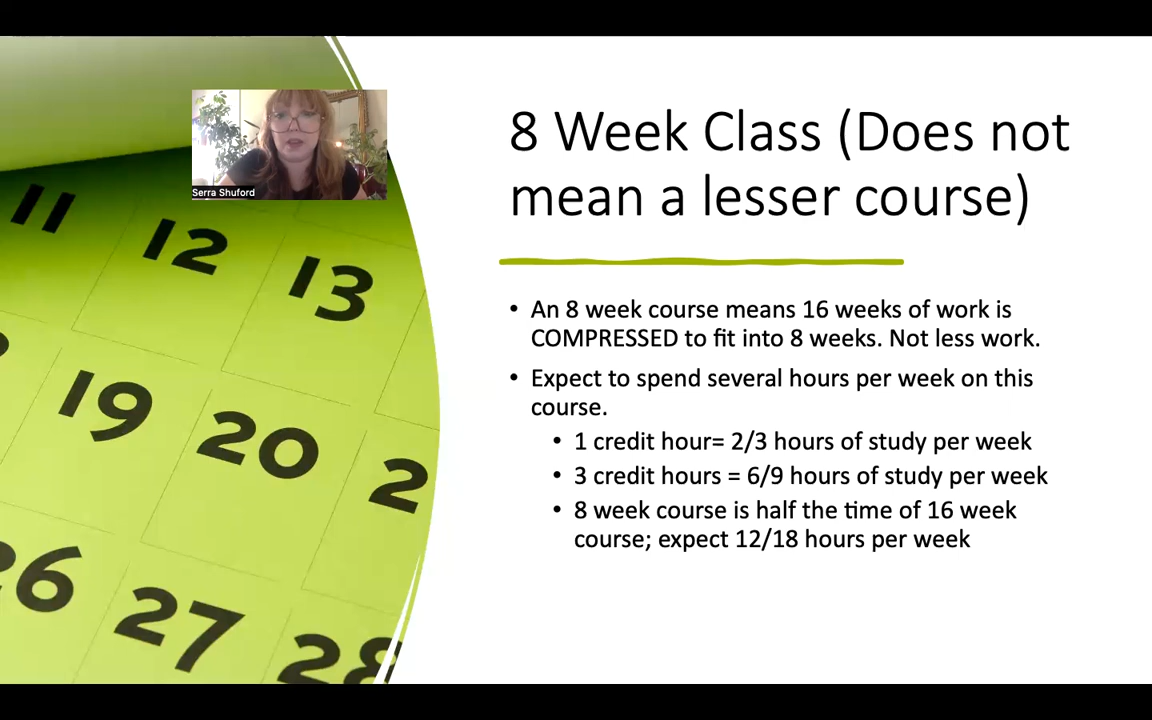 8 Week Class (Does not
mean a lesser course)
Serra Shuford
11
12
13
19
20
2
26
27
28
• An 8 week course means 16 weeks of work is
COMPRESSED to fit into 8 weeks. Not less work.
• Expect to spend several hours per week on this
course.
• 1 credit hour= 2/3 hours of study per week
• 3 credit hours = 6/9 hours of study per week
• 8 week course is half the time of 16 week
course; expect 12/18 hours per week